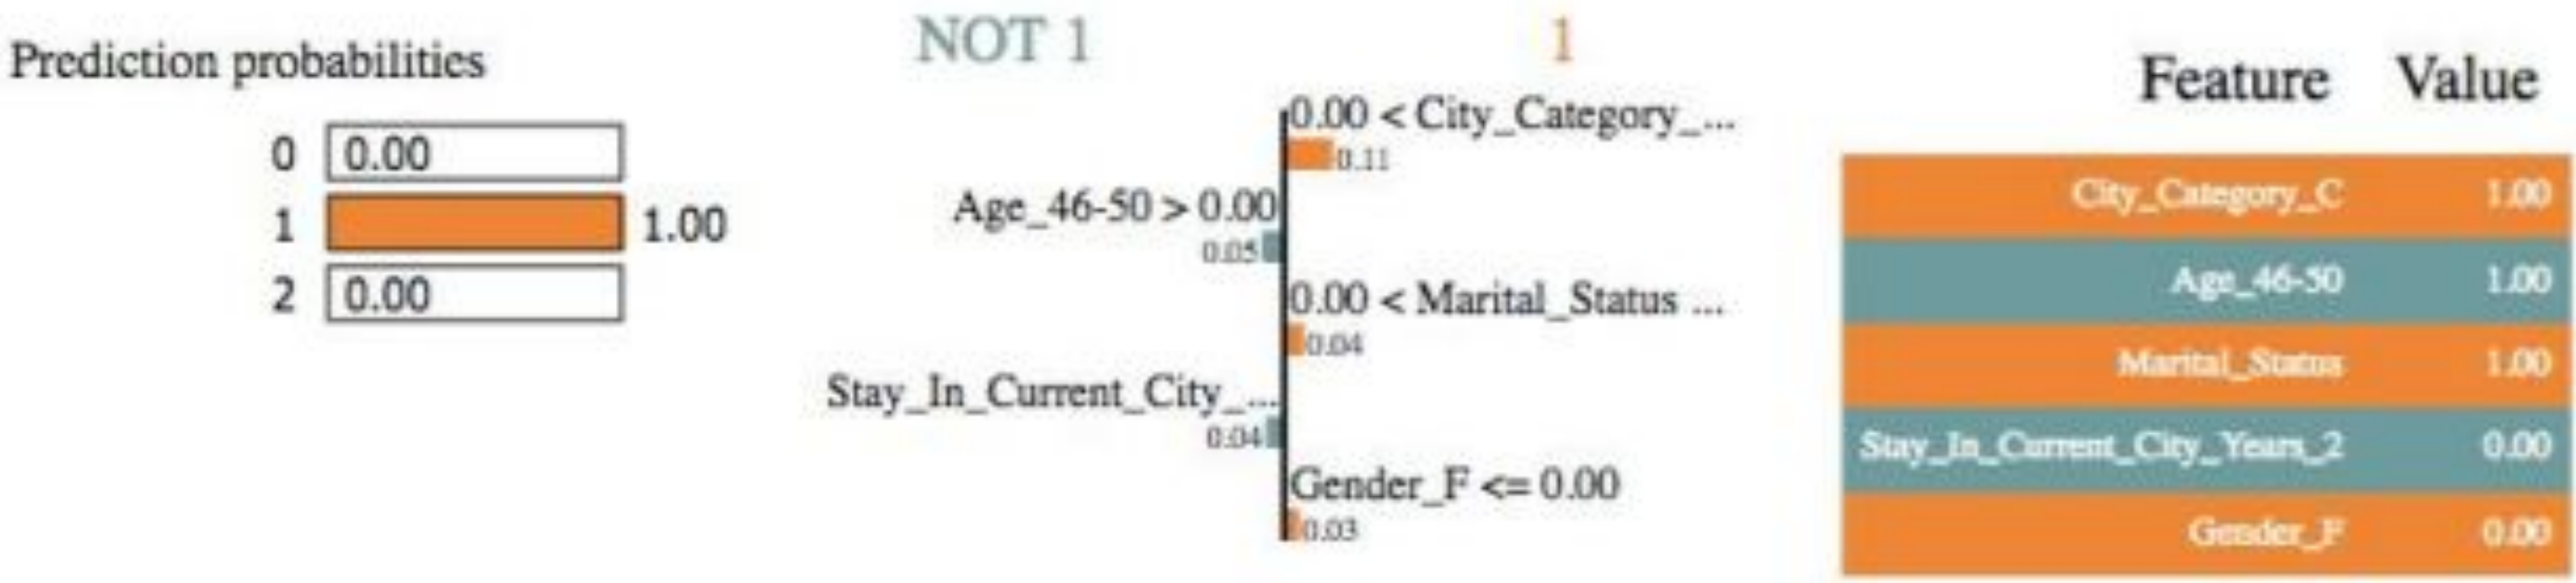 Prediction probabilities
0 0.00
1 1.00
2 0.00
NOT 1 1
0.00 < City_Category_...
0.11
Age_46-50 > 0.00
0.05
0.00 < Marital_Status ...
0.04
Stay_In_Current_City_...
0.04
Gender_F <= 0.00
0.03
Feature Value
City_Category_C 1.00
Age_46-50 1.00
Marital_Status 1.00
Stay_In_Current_City_Years_2 0.00
Gender_F 0.00